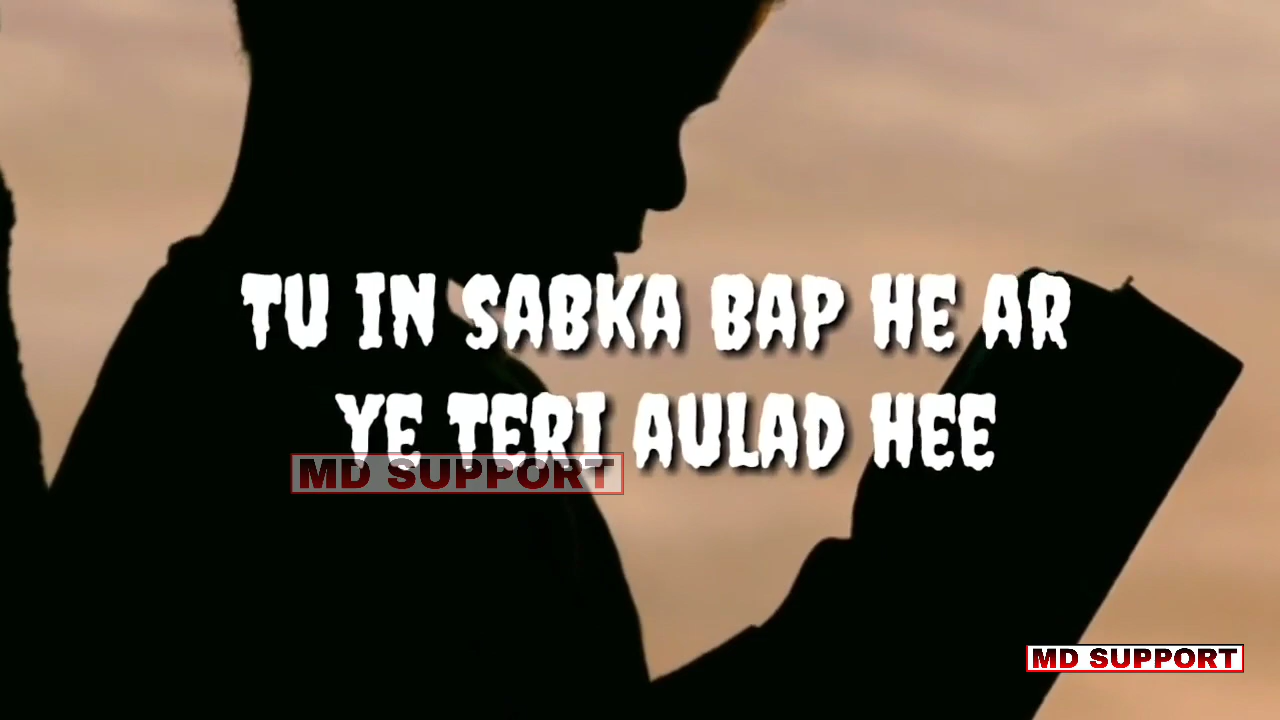 TU IN SABKA BAP HE AR
YE TERI AULAD HEE
MD SUPPORT
MD SUPPORT